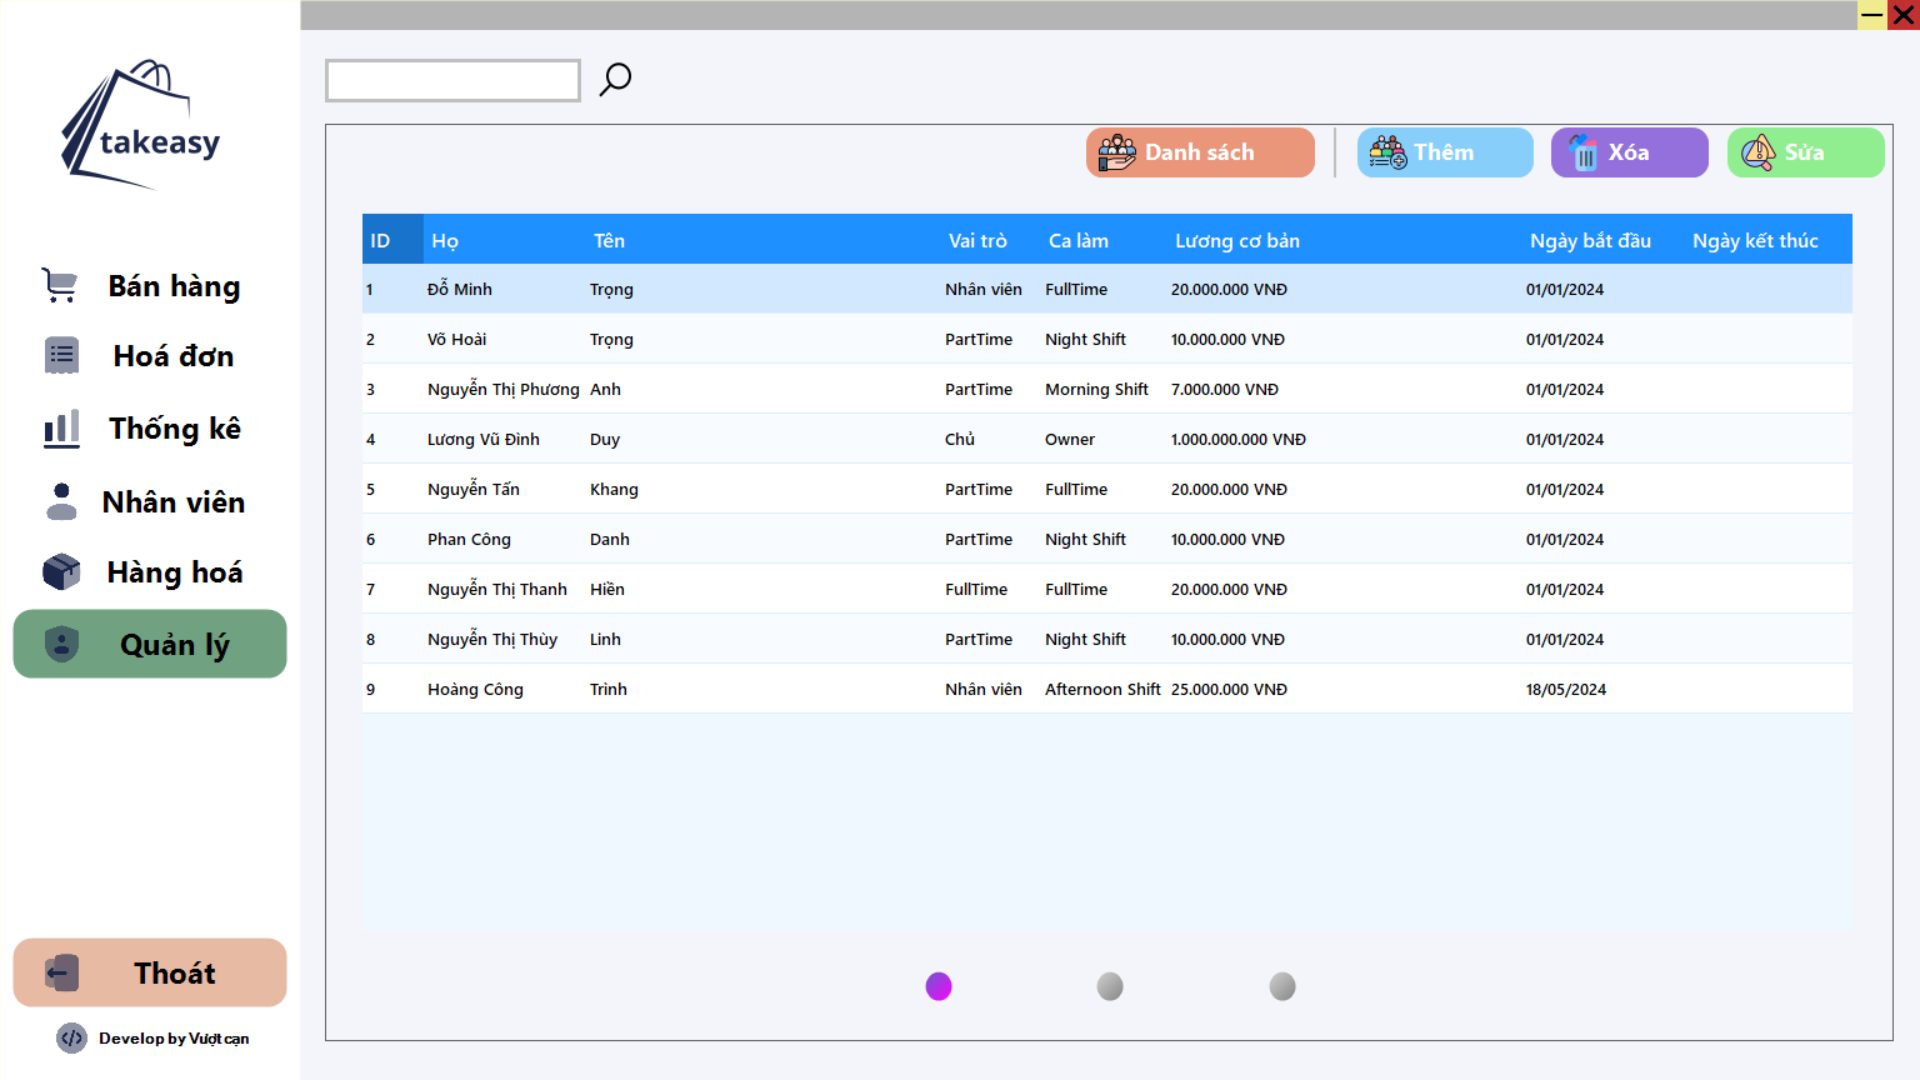 takeasy
Bán hàng
Hoá đơn
Thống kê
Nhân viên
Hàng hoá
Quản lý
Thoát
Develop by Vượt cạn
Danh sách Thêm Xóa Sửa
ID Họ Tên Vai trò Ca làm Lương cơ bản Ngày bắt đầu Ngày kết thúc
1 Đỗ Minh Trọng Nhân viên FullTime 20.000.000 VNĐ 01/01/2024
2 Võ Hoài Trọng PartTime Night Shift 10.000.000 VNĐ 01/01/2024
3 Nguyễn Thị Phương Anh PartTime Morning Shift 7.000.000 VNĐ 01/01/2024
4 Lương Vũ Đình Duy Chủ Owner 1.000.000.000 VNĐ 01/01/2024
5 Nguyễn Tấn Khang PartTime FullTime 20.000.000 VNĐ 01/01/2024
6 Phan Công Danh PartTime Night Shift 10.000.000 VNĐ 01/01/2024
7 Nguyễn Thị Thanh Hiền FullTime FullTime 20.000.000 VNĐ 01/01/2024
8 Nguyễn Thị Thùy Linh PartTime Night Shift 10.000.000 VNĐ 01/01/2024
9 Hoàng Công Trình Nhân viên Afternoon Shift 25.000.000 VNĐ 18/05/2024